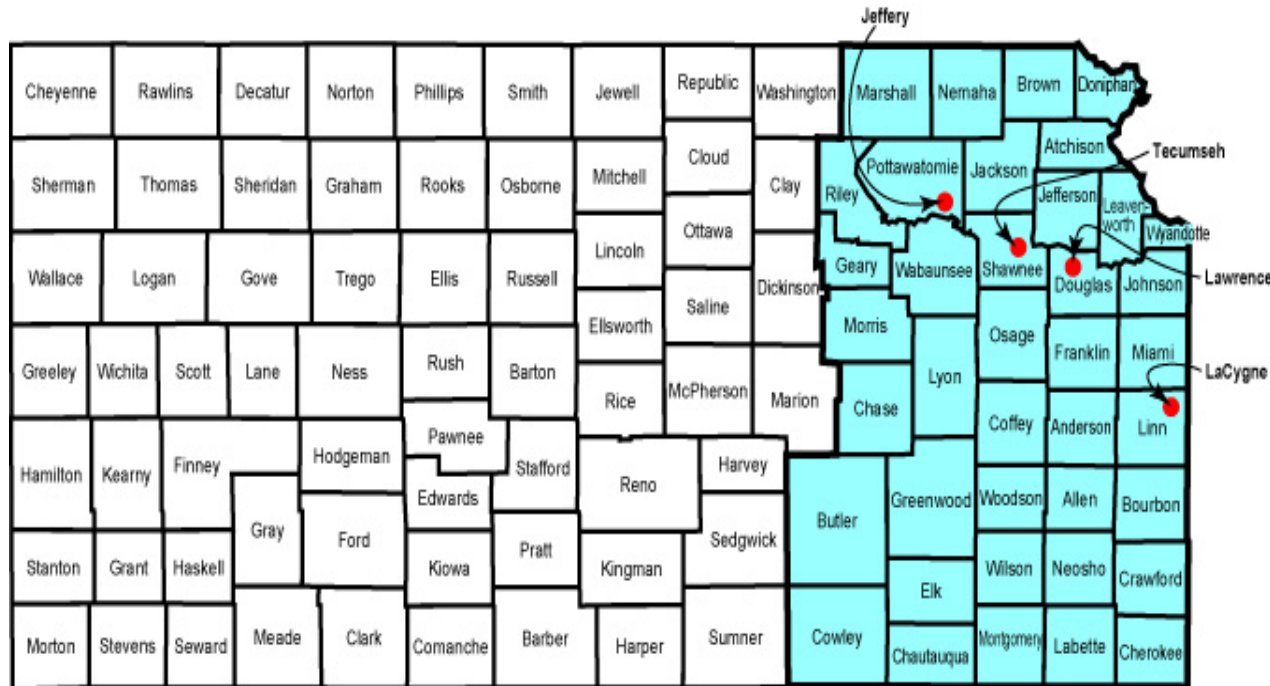 Jeffery
Cheyenne Rawlins Decatur Norton Phillips Smith Jewell Republic Washington Marshall Nemaha Brown Doniphan
Sherman Thomas Sheridan Graham Rooks Osborne Mitchell Cloud Clay Riley Pottawatomie Jackson Atchison Tecumseh
Jefferson Leaven-
worth
Wyandotte
Lincoln Ottawa
Wallace Logan Gove Trego Ellis Russell Dickinson Geary Wabaunsee Shawnee Douglas Johnson Lawrence
Ellsworth Saline Morris Osage
Greeley Wichita Scott Lane Ness Rush Barton Rice McPherson Marion Chase Lyon Franklin Miami LaCygne
Hamilton Kearny Finney Hodgeman Pawnee Stafford Reno Harvey Coffey Anderson Linn
Edwards Butler Greenwood Woodson Allen Bourbon
Gray Ford Pratt Sedgwick
Stanton Grant Haskell Kiowa Kingman Elk Wilson Neosho Crawford
Morton Stevens Seward Meade Clark Comanche Barber Harper Sumner Cowley Chautauqua Montgomery Labette Cherokee